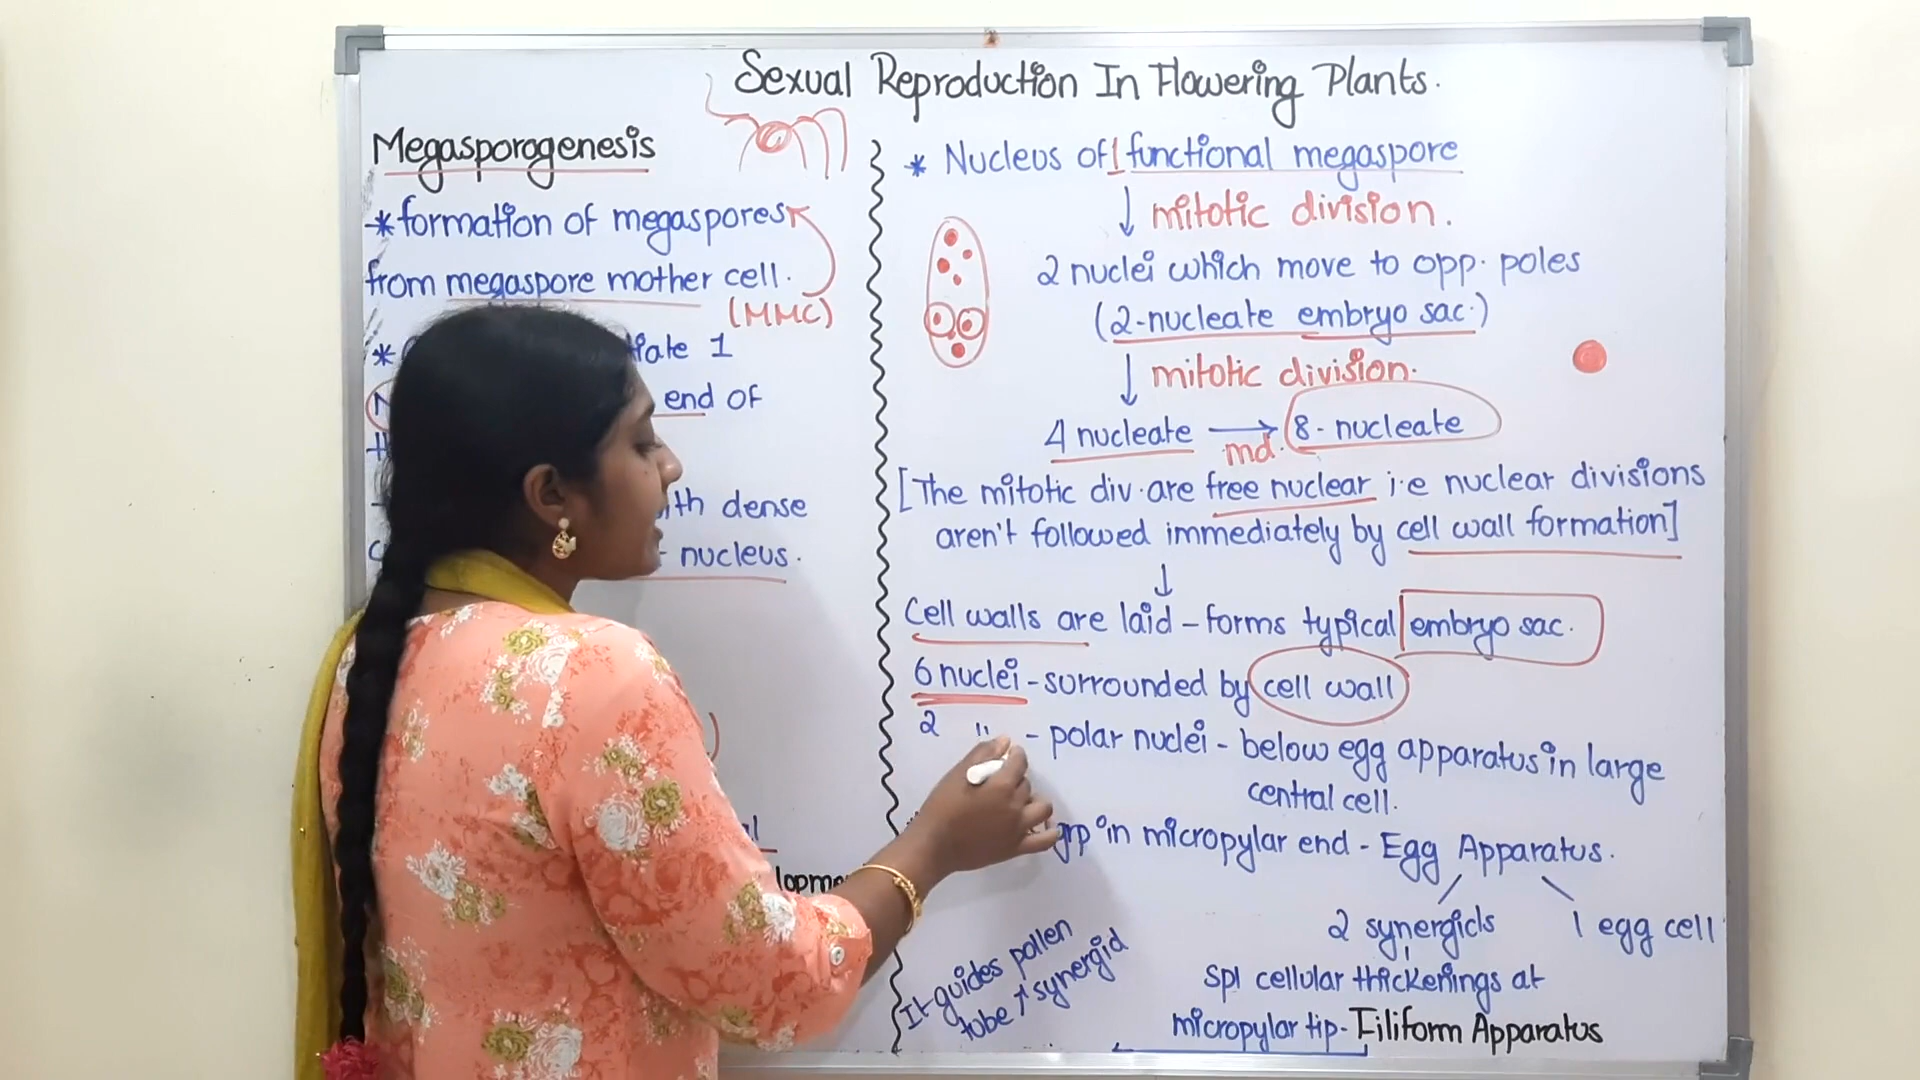 Sexual Reproduction In Flowering Plants.
Megasporogenesis
* formation of megaspores
from megaspore mother cell.
(MMC)
* 1
end of
dense
nucleus.
* Nucleus of 1 functional megaspore
↓ mitotic division.
2 nuclei which move to opp. poles
(2-nucleate embryo sac.)
↓ mitotic division.
4 nucleate → 8-nucleate
md.
[The mitotic div. are free nuclear i.e nuclear divisions
aren't followed immediately by cell wall formation]
↓
Cell walls are laid - forms typical embryo sac.
6 nuclei - surrounded by cell wall
2 " - polar nuclei - below egg apparatus in large
central cell.
grp in micropylar end - Egg Apparatus.
2 synergids 1 egg cell
Spl cellular thickenings at
micropylar tip - Filiform Apparatus
It guides pollen
tube → synergid